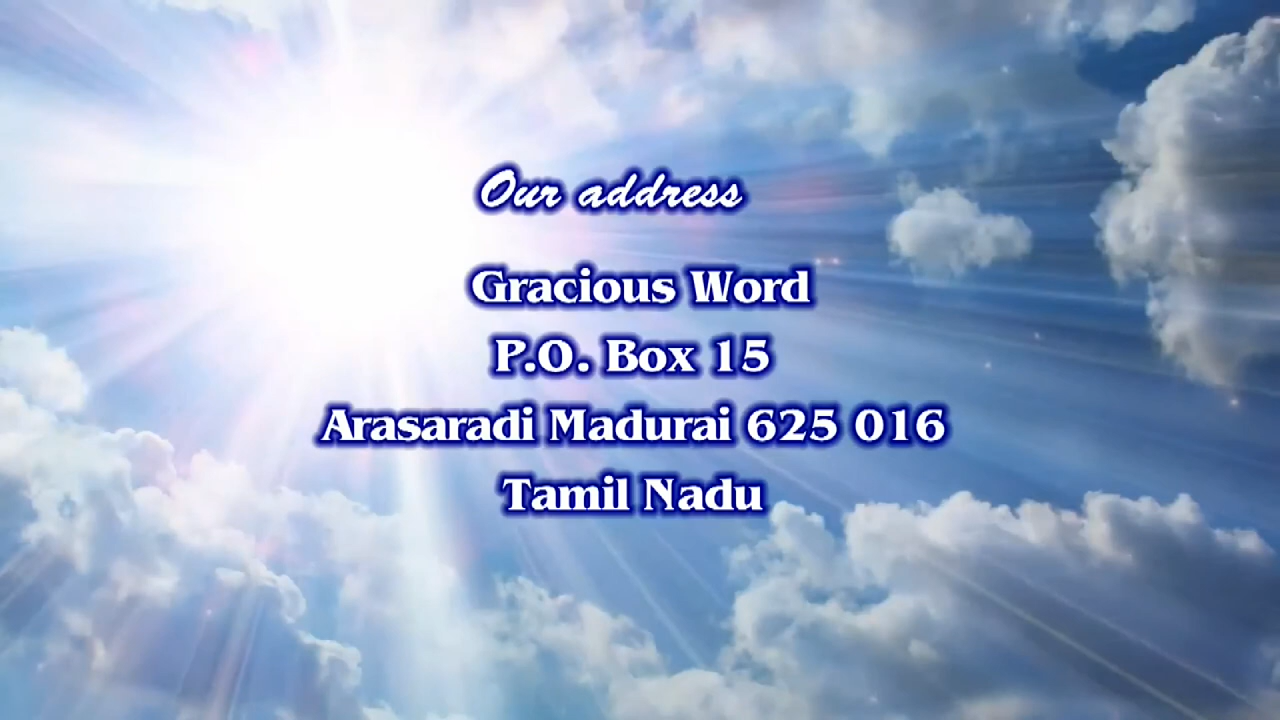 Our address
Gracious Word
P.O. Box 15
Arasaradi Madurai 625 016
Tamil Nadu